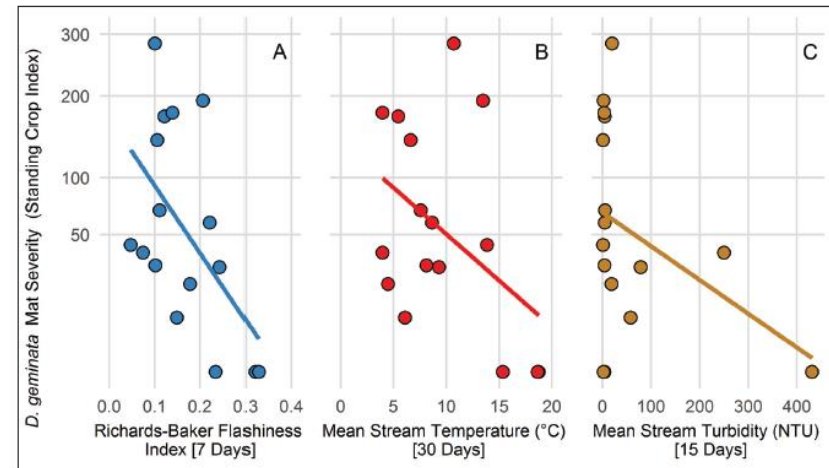 D. geminata Mat Severity (Standing Crop Index)
300
200
100
50
A
0.0 0.1 0.2 0.3 0.4
Richards-Baker Flashiness
Index [7 Days]
B
0 5 10 15 20
Mean Stream Temperature (°C)
[30 Days]
C
0 100 200 300 400
Mean Stream Turbidity (NTU)
[15 Days]